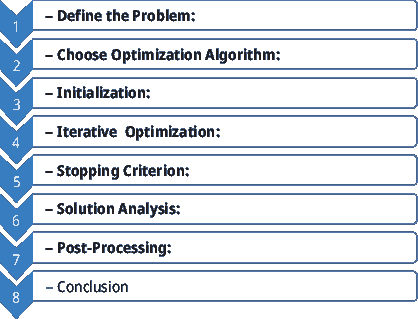 1 – Define the Problem:
2 – Choose Optimization Algorithm:
3 – Initialization:
4 – Iterative Optimization:
5 – Stopping Criterion:
6 – Solution Analysis:
7 – Post-Processing:
8 – Conclusion